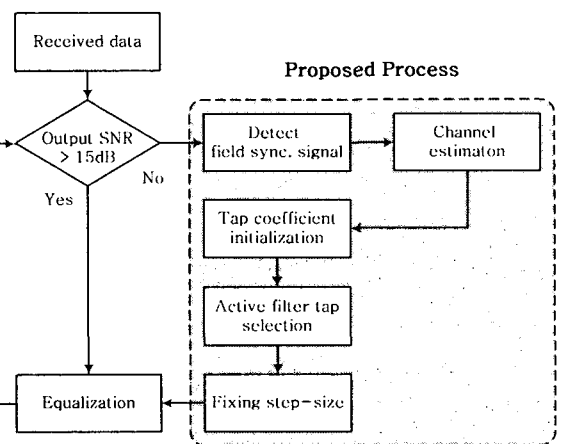 Received data
Proposed Process
Output SNR
> 15dB
Yes
No
Detect
field sync. signal
Channel
estimaton
Tap coefficient
initialization
Active filter tap
selection
Fixing step-size
Equalization